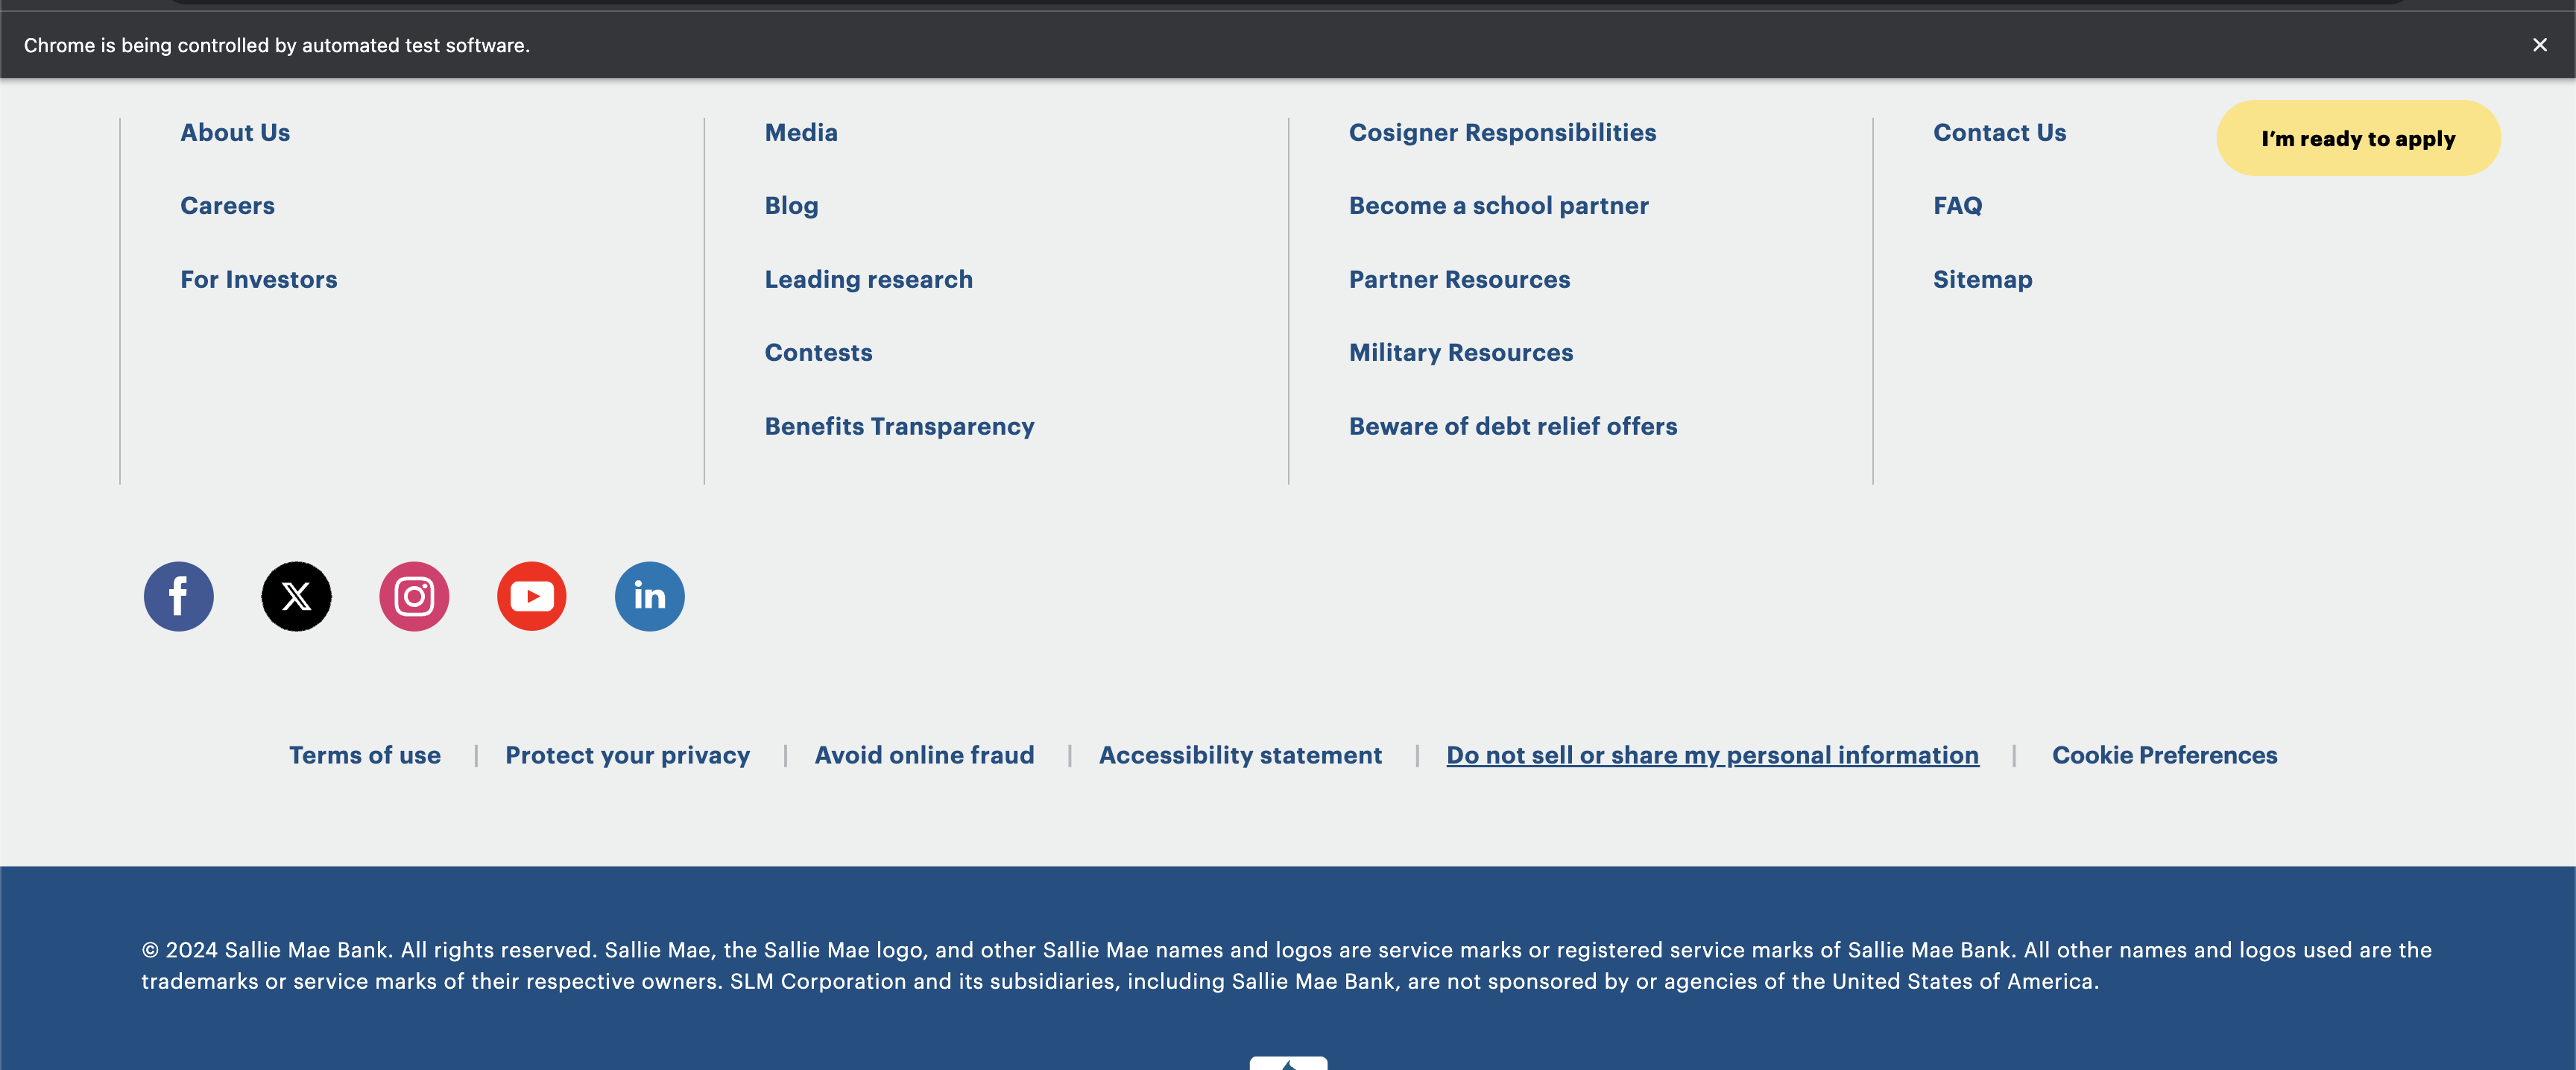 Chrome is being controlled by automated test software.
About Us
Careers
For Investors
Media
Blog
Leading research
Contests
Benefits Transparency
Cosigner Responsibilities
Become a school partner
Partner Resources
Military Resources
Beware of debt relief offers
Contact Us
FAQ
Sitemap
I'm ready to apply
Terms of use | Protect your privacy | Avoid online fraud | Accessibility statement | Do not sell or share my personal information | Cookie Preferences
© 2024 Sallie Mae Bank. All rights reserved. Sallie Mae, the Sallie Mae logo, and other Sallie Mae names and logos are service marks or registered service marks of Sallie Mae Bank. All other names and logos used are the
trademarks or service marks of their respective owners. SLM Corporation and its subsidiaries, including Sallie Mae Bank, are not sponsored by or agencies of the United States of America.